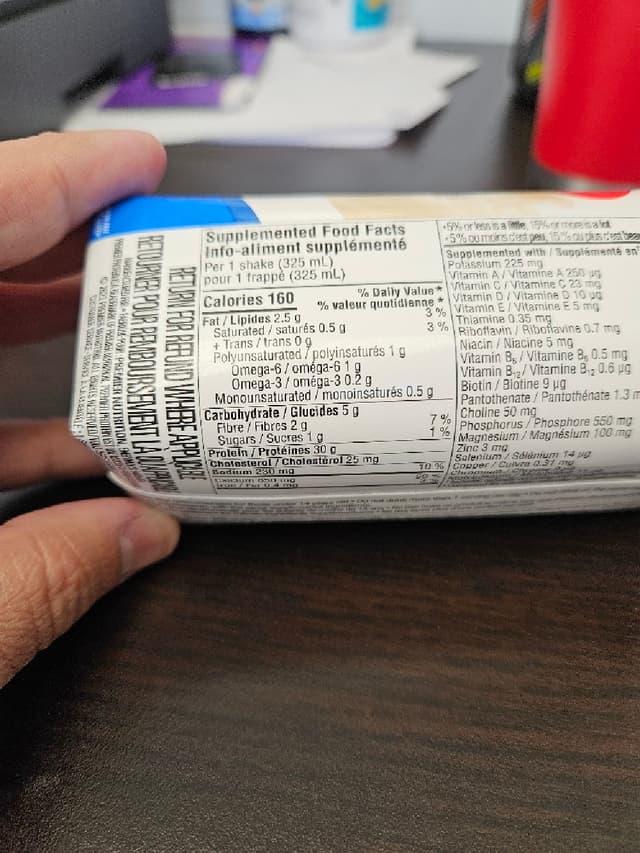 RETOURNER POUR REMBOURSEMENT LÀ OÙ
RETURN FOR REFUND WHERE APPLICABLE
Supplemented Food Facts
Info-aliment supplémenté
Per 1 shake (325 mL)
pour 1 frappé (325 mL)
Calories 160
% Daily Value*
% valeur quotidienne*
Fat / Lipides 2.5 g 3 %
Saturated / saturés 0.5 g 3 %
+ Trans / trans 0 g
Polyunsaturated / polyinsaturés 1 g
Omega-6 / oméga-6 1 g
Omega-3 / oméga-3 0.2 g
Monounsaturated / monoinsaturés 0.5 g
Carbohydrate / Glucides 5 g
Fibre / Fibres 2 g 7 %
Sugars / Sucres 1 g 1 %
Protein / Protéines 30 g
Cholesterol / Cholestérol 25 mg
Sodium 230 mg 10 %
Calcium 650 mg
Iron / Fer 0.4 mg
*5% or less is a little, 15% or more is a lot
*5% ou moins c'est peu, 15% ou plus c'est
Supplemented with / Supplémenté en
Potassium 225 mg
Vitamin A / Vitamine A 250 µg
Vitamin C / Vitamine C 23 mg
Vitamin D / Vitamine D 10 µg
Vitamin E / Vitamine E 5 mg
Thiamine 0.35 mg
Riboflavin / Riboflavine 0.7 mg
Niacin / Niacine 5 mg
Vitamin B6 / Vitamine B6 0.5 mg
Vitamin B12 / Vitamine B12 0.6 µg
Biotin / Biotine 9 µg
Pantothenate / Pantothénate 1.3 m
Choline 50 mg
Phosphorus / Phosphore 550 mg
Magnesium / Magnésium 100 mg
Zinc 3 mg
Selenium / Sélénium 14 µg
Copper / Cuivre 0.21 mg